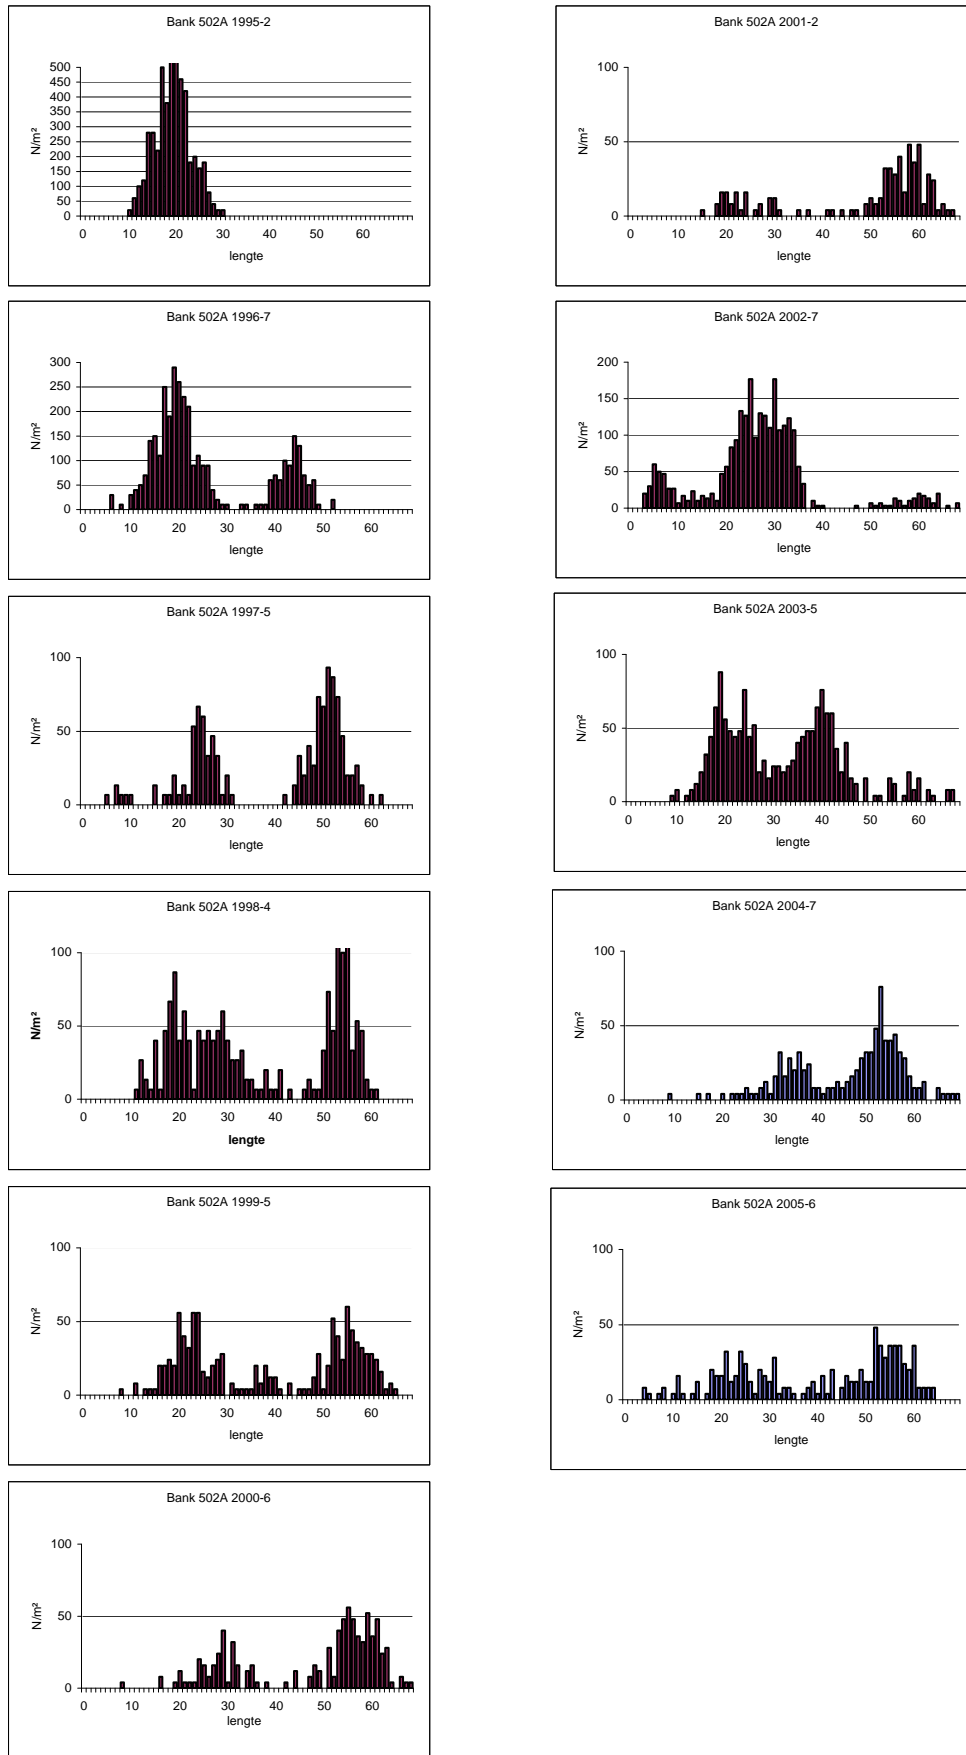 Bank 502A 1995-2
500
450
400
350
300
250
200
150
100
50
0
N/m²
0 10 20 30 40 50 60
lengte
Bank 502A 1996-7
300
250
200
150
100
50
0
N/m²
0 10 20 30 40 50 60
lengte
Bank 502A 1997-5
100
50
0
N/m²
0 10 20 30 40 50 60
lengte
Bank 502A 1998-4
100
50
0
N/m²
0 10 20 30 40 50 60
lengte
Bank 502A 1999-5
100
50
0
N/m²
0 10 20 30 40 50 60
lengte
Bank 502A 2000-6
100
50
0
N/m²
0 10 20 30 40 50 60
lengte
Bank 502A 2001-2
100
50
0
N/m²
0 10 20 30 40 50 60
lengte
Bank 502A 2002-7
200
150
100
50
0
N/m²
0 10 20 30 40 50 60
lengte
Bank 502A 2003-5
100
50
0
N/m²
0 10 20 30 40 50 60
lengte
Bank 502A 2004-7
100
50
0
N/m²
0 10 20 30 40 50 60
lengte
Bank 502A 2005-6
100
50
0
N/m²
0 10 20 30 40 50 60
lengte